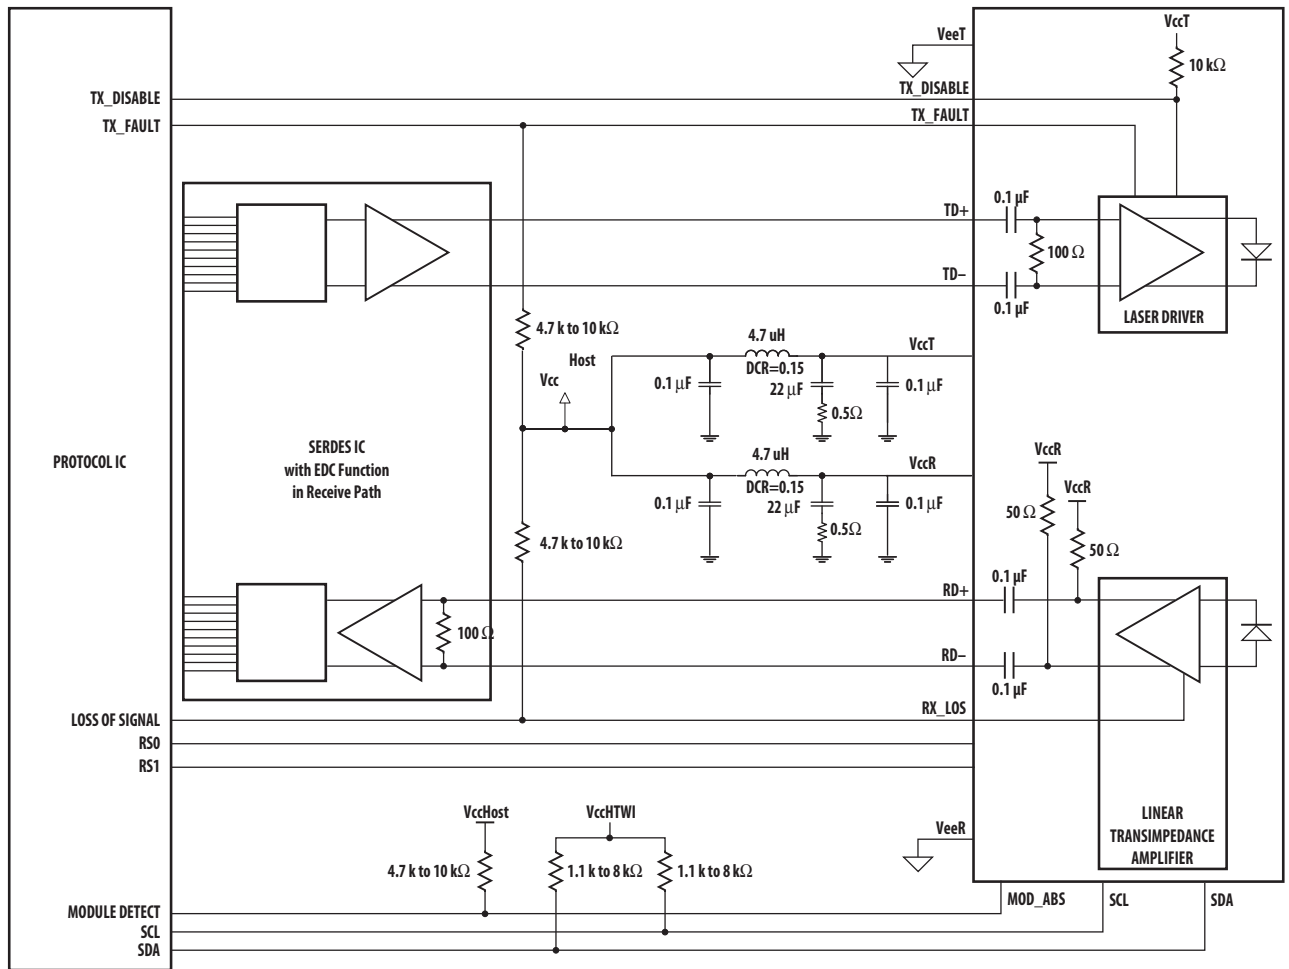 VccT
VeeT
10 kΩ
TX_DISABLE
TX_DISABLE
TX_FAULT
TX_FAULT
0.1 µF
TD+
100 Ω
TD–
0.1 µF
LASER DRIVER
4.7 k to 10 kΩ
4.7 uH
VccT
Host
DCR=0.15
Vcc
0.1 µF
22 µF
0.1 µF
0.5Ω
SERDES IC
with EDC Function
in Receive Path
PROTOCOL IC
4.7 uH
VccR
VccR
DCR=0.15
VccR
0.1 µF
22 µF
0.1 µF
50 Ω
0.5Ω
4.7 k to 10 kΩ
50 Ω
0.1 µF
RD+
100 Ω
RD–
0.1 µF
LOSS OF SIGNAL
RX_LOS
RS0
RS1
VccHost
VccHTWI
VeeR
LINEAR
TRANSIMPEDANCE
AMPLIFIER
4.7 k to 10 kΩ
1.1 k to 8 kΩ
1.1 k to 8 kΩ
MOD_ABS
SCL
SDA
MODULE DETECT
SCL
SDA